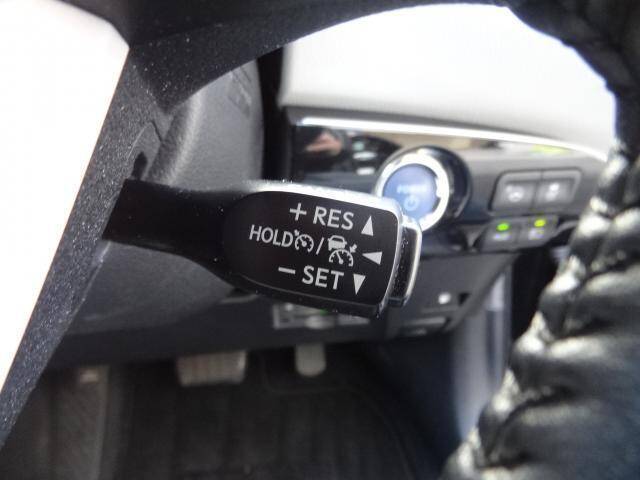 + RES ▲
HOLD / ◀
− SET ▼
POWER